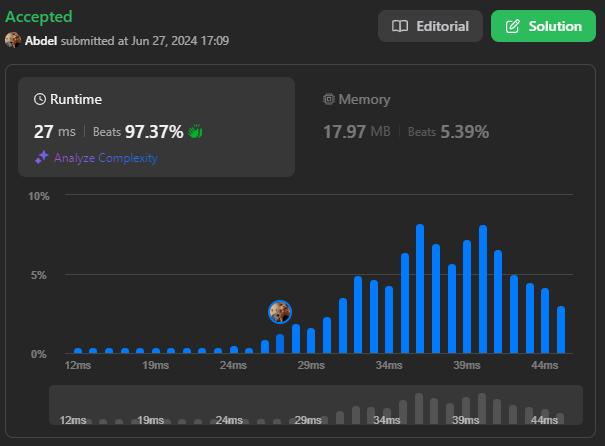 Accepted
Abdel submitted at Jun 27, 2024 17:09
Editorial
Solution
Runtime
27 ms | Beats 97.37%
Analyze Complexity
Memory
17.97 MB | Beats 5.39%
10%
5%
0%
12ms 19ms 24ms 29ms 34ms 39ms 44ms
12ms 19ms 24ms 29ms 34ms 39ms 44ms